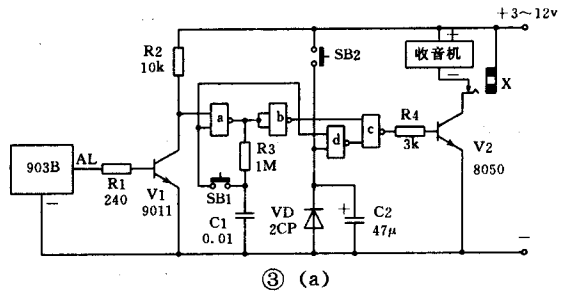 +3～12v
R2
10k
SB2
+
收音机
－
X
a
b
c
d
R4
3k
V2
8050
R3
1M
903B
AL
－
R1
240
V1
9011
SB1
C1
0.01
VD
2CP
+
C2
47μ
－
③ (a)